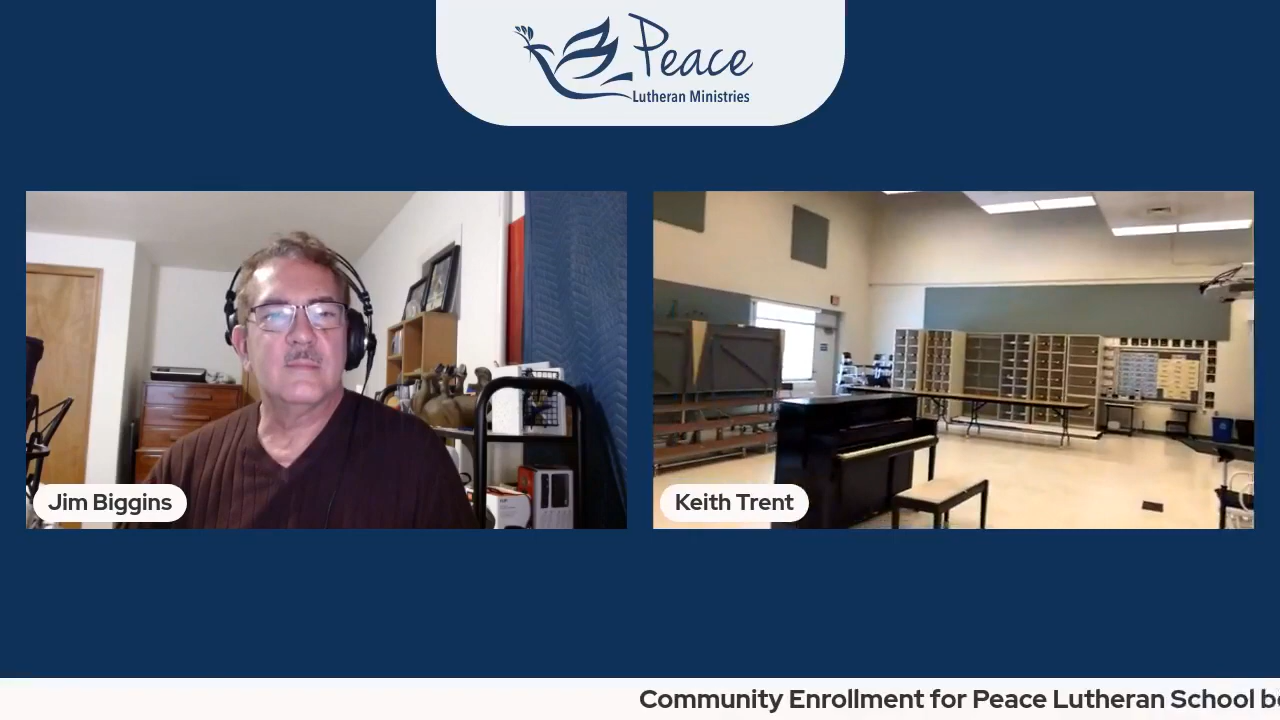 Peace
Lutheran Ministries
Jim Biggins
Keith Trent
Community Enrollment for Peace Lutheran School